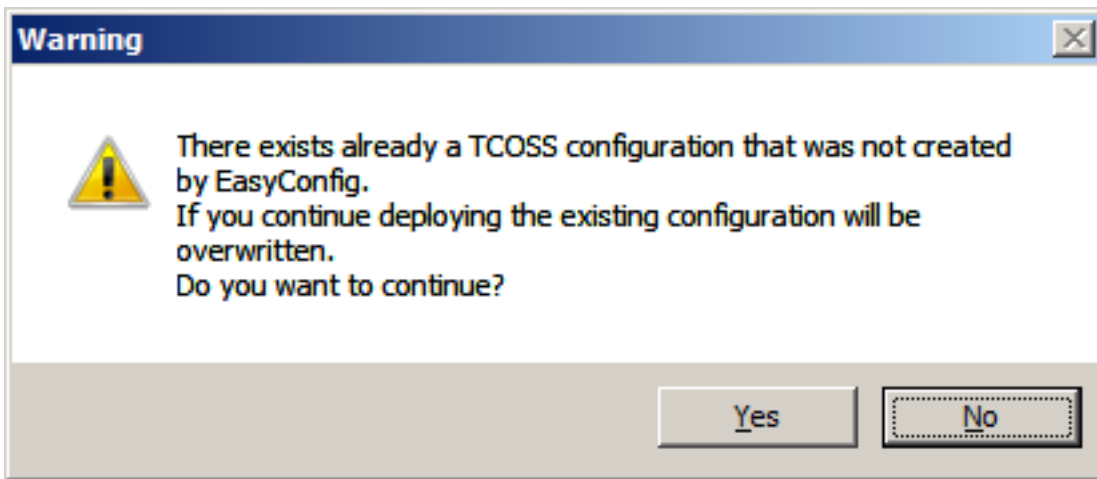 Warning
There exists already a TCOSS configuration that was not created
by EasyConfig.
If you continue deploying the existing configuration will be
overwritten.
Do you want to continue?
Yes
No